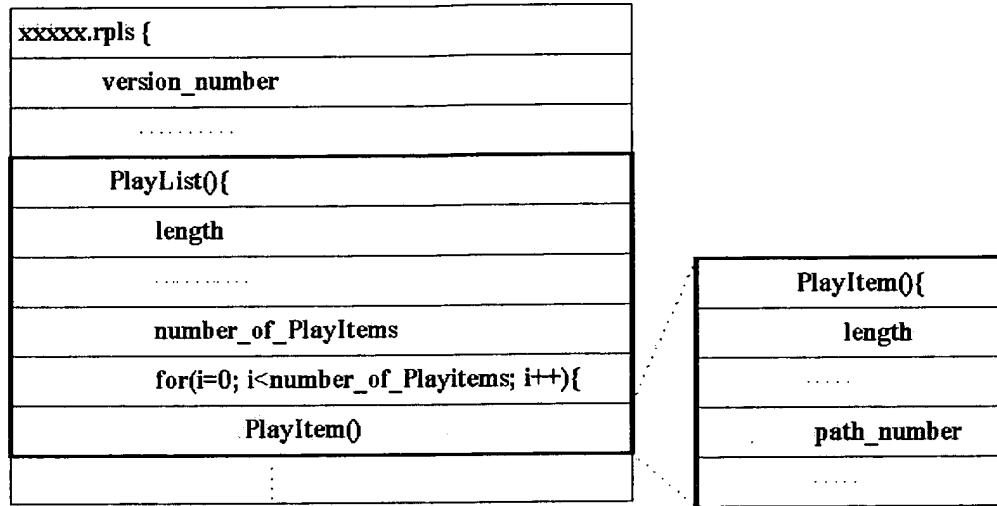 xxxxx.rpls {
version_number
..........
PlayList(){
length
..........
number_of_PlayItems
for(i=0; i<number_of_Playitems; i++){
PlayItem()
PlayItem(){
length
.....
path_number
.....